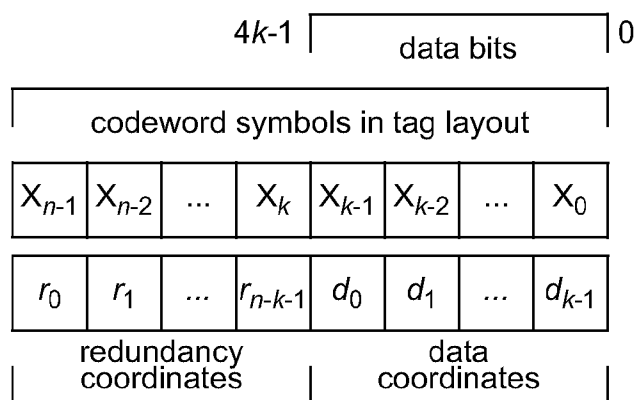 4k-1 data bits 0
codeword symbols in tag layout
Xn-1 Xn-2 ... Xk Xk-1 Xk-2 ... X0
r0 r1 ... rn-k-1 d0 d1 ... dk-1
redundancy data
coordinates coordinates